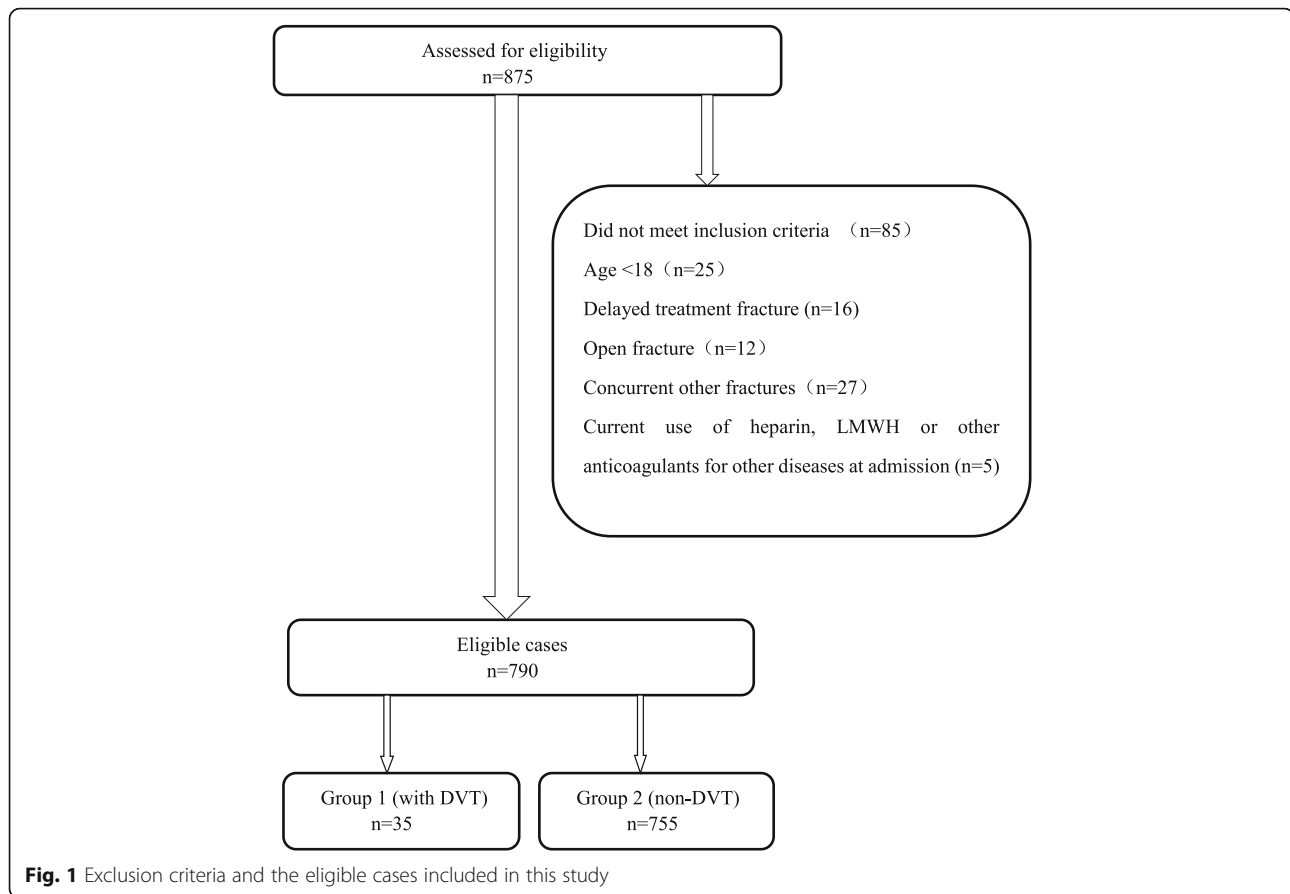 Assessed for eligibility
n=875
Did not meet inclusion criteria （n=85）
Age <18（n=25）
Delayed treatment fracture (n=16)
Open fracture（n=12）
Concurrent other fractures（n=27）
Current use of heparin, LMWH or other
anticoagulants for other diseases at admission (n=5)
Eligible cases
n=790
Group 1 (with DVT)
n=35
Group 2 (non-DVT)
n=755
Fig. 1 Exclusion criteria and the eligible cases included in this study